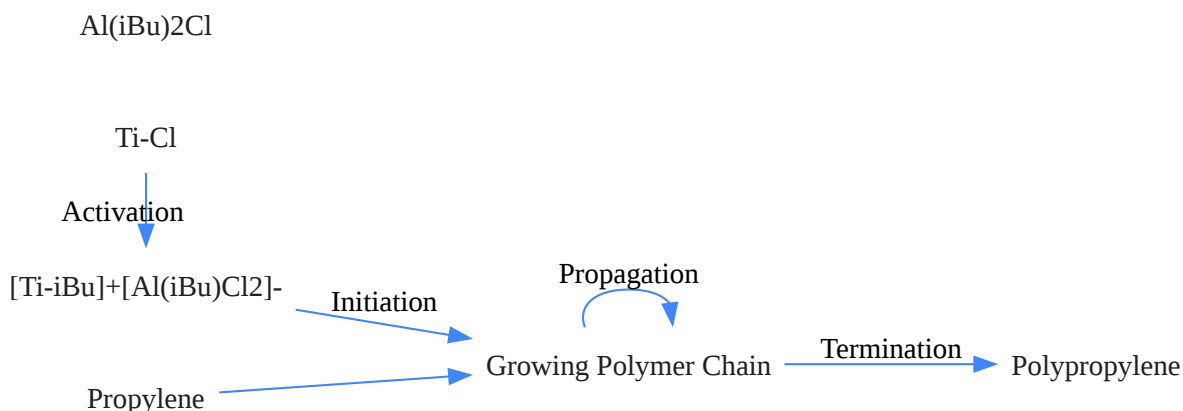 Al(iBu)2Cl
Ti-Cl
Activation
[Ti-iBu]+[Al(iBu)Cl2]-
Initiation
Propagation
Growing Polymer Chain
Termination
Polypropylene
Propylene